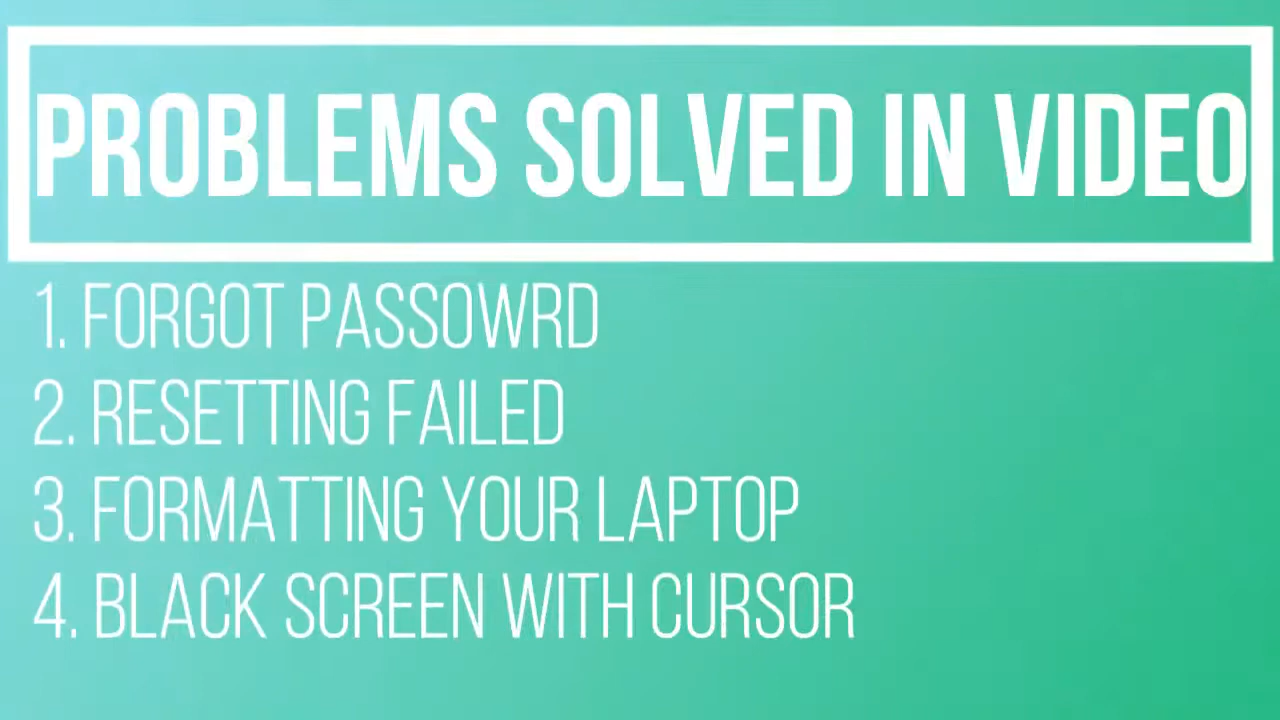 PROBLEMS SOLVED IN VIDEO
1. FORGOT PASSOWRD
2. RESETTING FAILED
3. FORMATTING YOUR LAPTOP
4. BLACK SCREEN WITH CURSOR